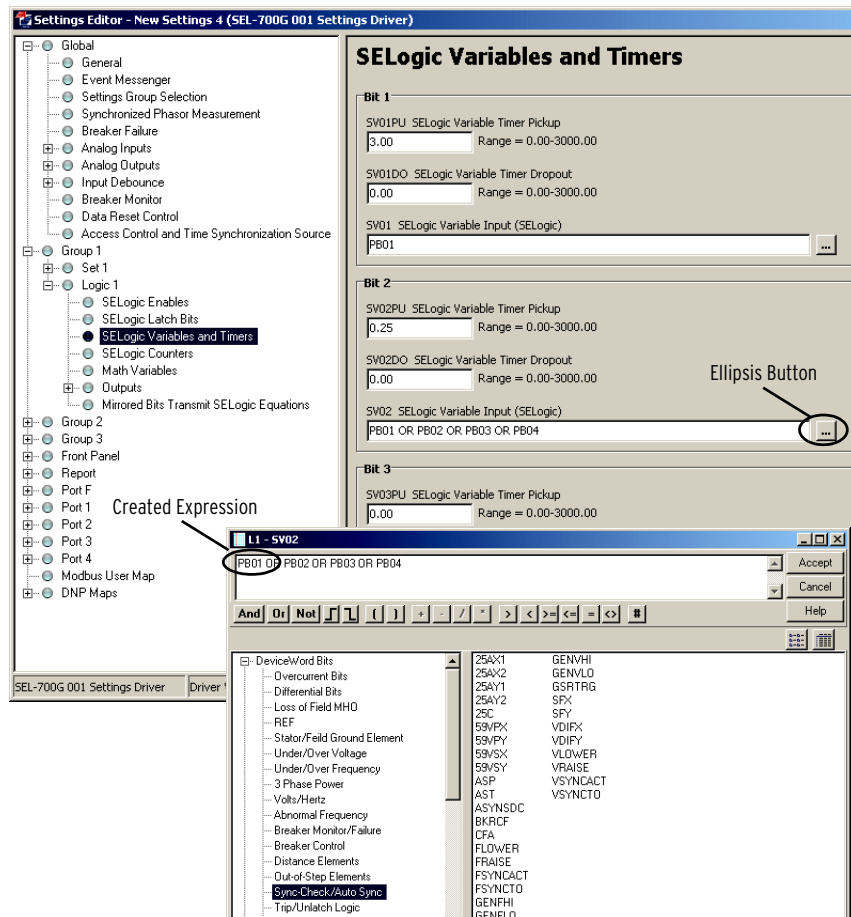 Settings Editor - New Settings 4 (SEL-700G 001 Settings Driver)
Global
General
Event Messenger
Settings Group Selection
Synchronized Phasor Measurement
Breaker Failure
Analog Inputs
Analog Outputs
Input Debounce
Breaker Monitor
Data Reset Control
Access Control and Time Synchronization Source
Group 1
Set 1
Logic 1
SELogic Enables
SELogic Latch Bits
SELogic Variables and Timers
SELogic Counters
Math Variables
Outputs
Mirrored Bits Transmit SELogic Equations
Group 2
Group 3
Front Panel
Report
Port F
Port 1
Port 2
Port 3
Port 4
Modbus User Map
DNP Maps
SEL-700G 001 Settings Driver
Driver
SELogic Variables and Timers
Bit 1
SV01PU SELogic Variable Timer Pickup
3.00 Range = 0.00-3000.00
SV01DO SELogic Variable Timer Dropout
0.00 Range = 0.00-3000.00
SV01 SELogic Variable Input (SELogic)
PB01 ...
Bit 2
SV02PU SELogic Variable Timer Pickup
0.25 Range = 0.00-3000.00
SV02DO SELogic Variable Timer Dropout
0.00 Range = 0.00-3000.00
Ellipsis Button
SV02 SELogic Variable Input (SELogic)
PB01 OR PB02 OR PB03 OR PB04 ...
Bit 3
SV03PU SELogic Variable Timer Pickup
0.00 Range = 0.00-3000.00
Created Expression
L1 - SV02
PB01 OR PB02 OR PB03 OR PB04
Accept
Cancel
Help
And Or Not ( ) + - / * > < >= <= = <> #
DeviceWord Bits
Overcurrent Bits
Differential Bits
Loss of Field MHO
REF
Stator/Feild Ground Element
Under/Over Voltage
Under/Over Frequency
3 Phase Power
Volts/Hertz
Abnormal Frequency
Breaker Monitor/Failure
Breaker Control
Distance Elements
Out-of-Step Elements
Sync-Check/Auto Sync
Trip/Unlatch Logic
25AX1 GENVHI
25AX2 GENVLO
25AY1 GSRTRG
25AY2 SFX
25C SFY
59VPX VDIFX
59VPY VDIFY
59VSX VLOWER
59VSY VRAISE
ASP VSYNCACT
AST VSYNCTO
ASYNSDC
BKRCF
CFA
FLOWER
FRAISE
FSYNCACT
FSYNCTO
GENFHI
GENFLO